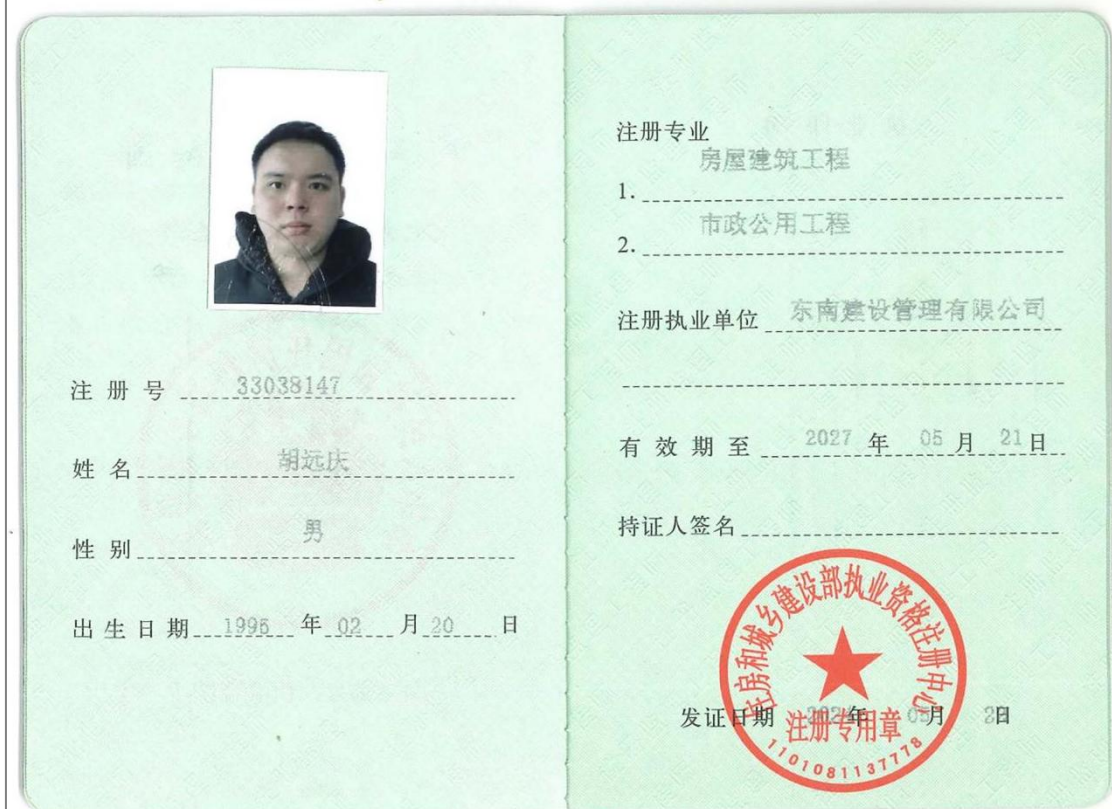 注册号 33038147
姓名 胡远庆
性别 男
出生日期 1995 年 02 月 20 日
注册专业
1. 房屋建筑工程
2. 市政公用工程
注册执业单位 东南建设管理有限公司
有效期至 2027 年 05 月 21 日
持证人签名
住房和城乡建设部执业资格注册中心
发证日期 年 05 月 日
注册专用章
1101081137778